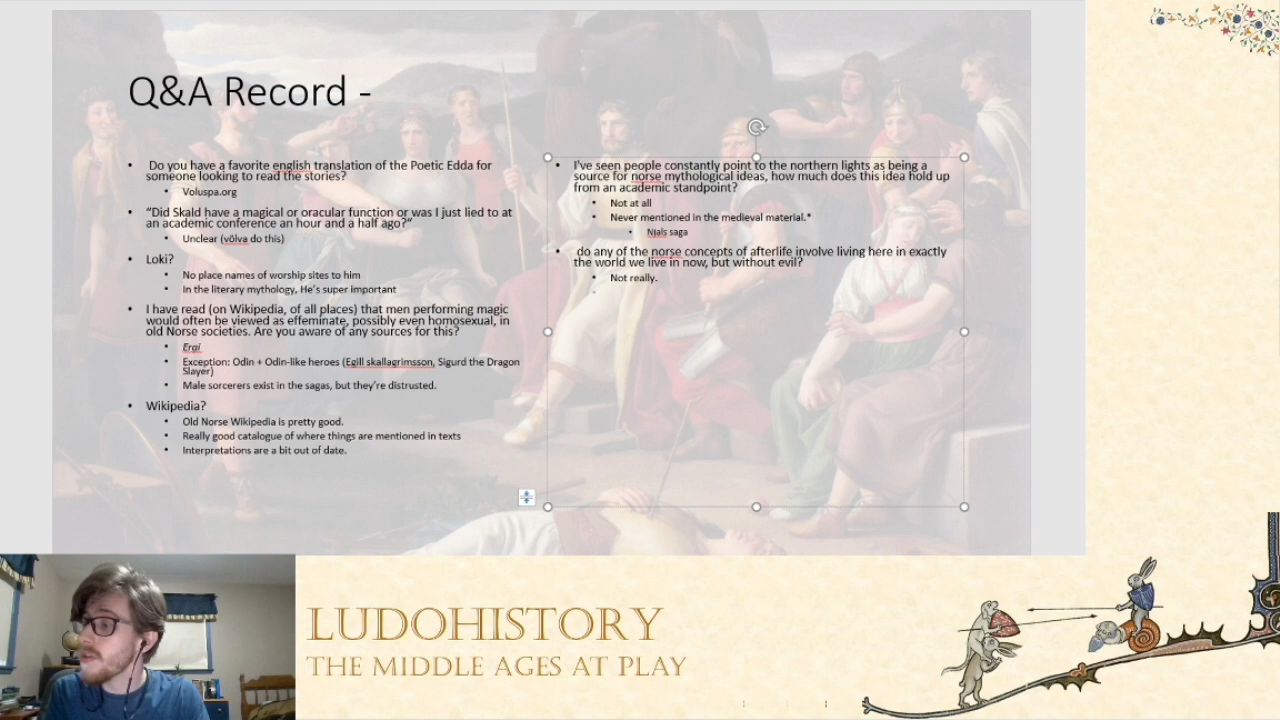 Q&A Record -
• Do you have a favorite english translation of the Poetic Edda for
someone looking to read the stories?
• Voluspa.org
• "Did Skald have a magical or oracular function or was I just lied to at
an academic conference an hour and a half ago?"
• Unclear (völva do this)
• Loki?
• No place names of worship sites to him
• In the literary mythology, He's super important
• I have read (on Wikipedia, of all places) that men performing magic
would often be viewed as effeminate, possibly even homosexual, in
old Norse societies. Are you aware of any sources for this?
• Ergi
• Exception: Odin + Odin-like heroes (Egill skallagrimsson, Sigurd the Dragon
Slayer)
• Male sorcerers exist in the sagas, but they're distrusted.
• Wikipedia?
• Old Norse Wikipedia is pretty good.
• Really good catalogue of where things are mentioned in texts
• Interpretations are a bit out of date.
• I've seen people constantly point to the northern lights as being a
source for norse mythological ideas, how much does this idea hold up
from an academic standpoint?
• Not at all
• Never mentioned in the medieval material.*
• Njals saga
• do any of the norse concepts of afterlife involve living here in exactly
the world we live in now, but without evil?
• Not really.
LUDOHISTORY
THE MIDDLE AGES AT PLAY